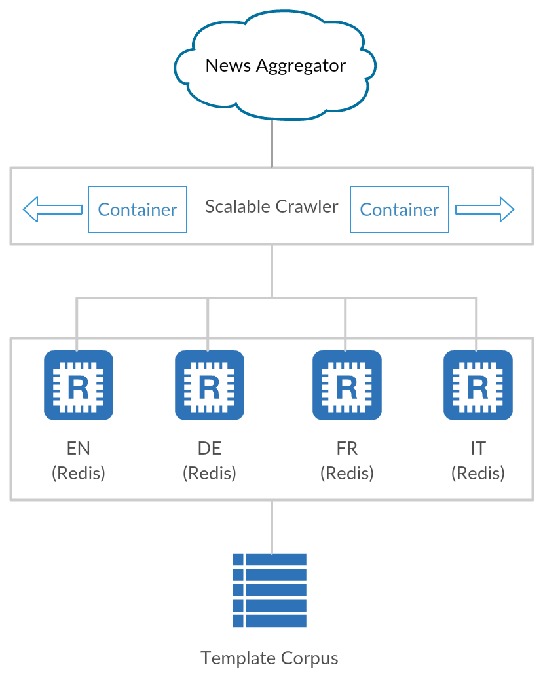 News Aggregator
Container
Scalable Crawler
Container
R
R
R
R
EN
DE
FR
IT
(Redis)
(Redis)
(Redis)
(Redis)
Template Corpus